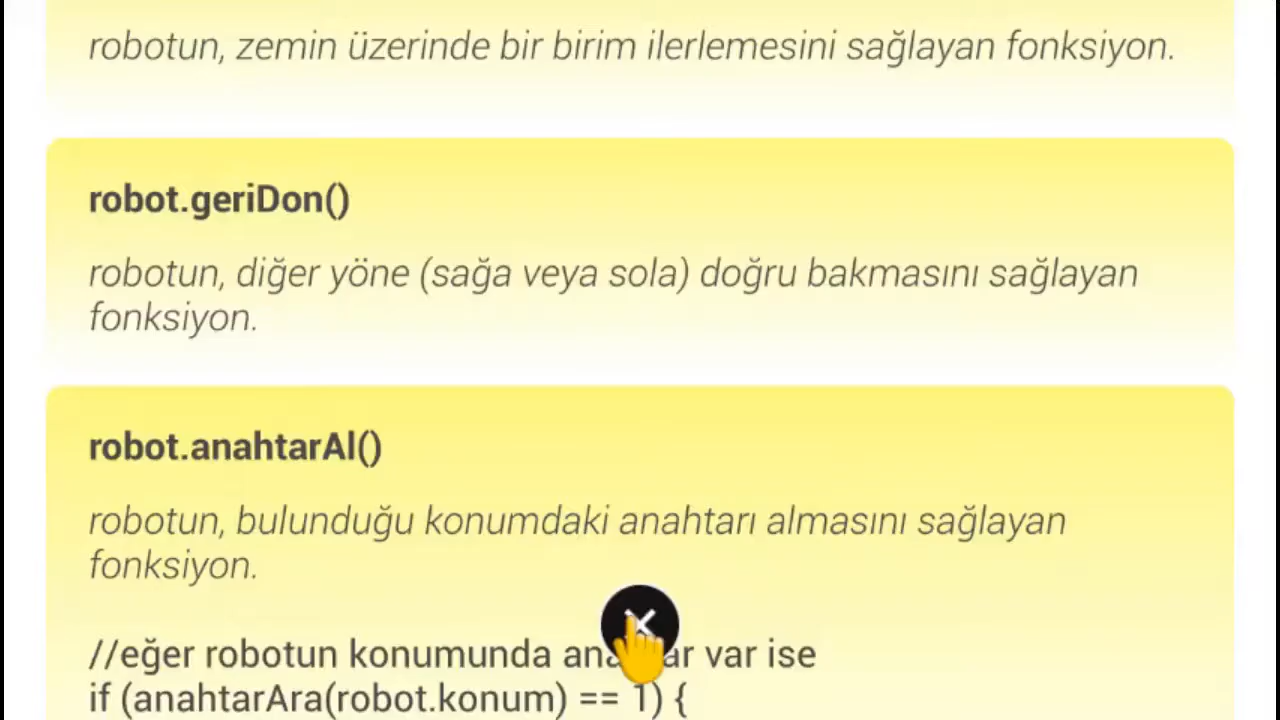 robotun, zemin üzerinde bir birim ilerlemesini sağlayan fonksiyon.
robot.geriDon()
robotun, diğer yöne (sağa veya sola) doğru bakmasını sağlayan
fonksiyon.
robot.anahtarAl()
robotun, bulunduğu konumdaki anahtarı almasını sağlayan
fonksiyon.
//eğer robotun konumunda var ise
if (anahtarAra(robot.konum) == 1) {